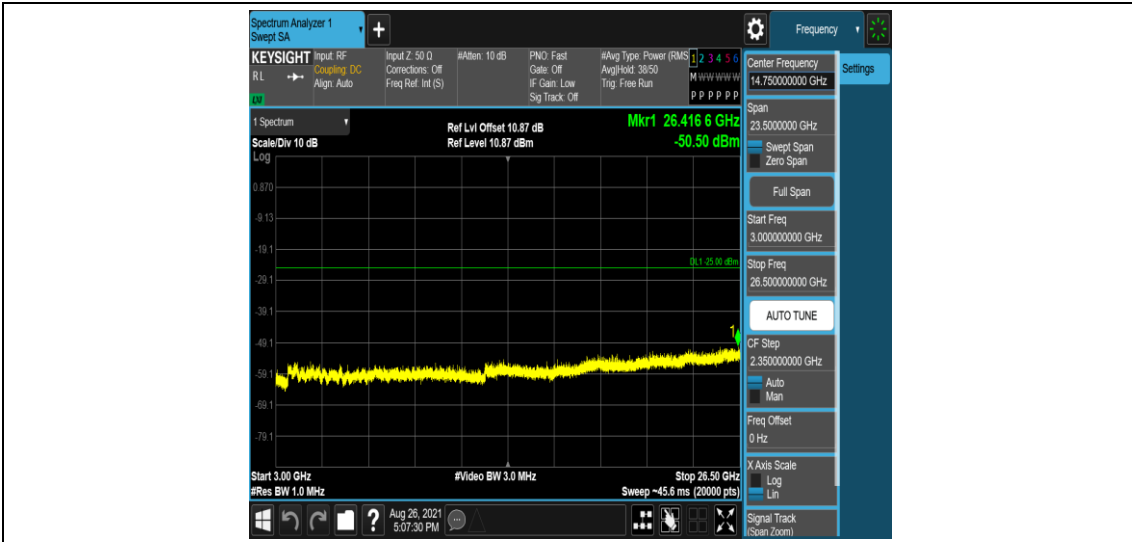 Spectrum Analyzer 1
Swept SA
+
Frequency
KEYSIGHT
RL
Input: RF
Coupling: DC
Align: Auto
Input Z: 50 Ω
Corrections: Off
Freq Ref: Int (S)
#Atten: 10 dB
PNO: Fast
Gate: Off
IF Gain: Low
Sig Track: Off
#Avg Type: Power (RMS
Avg|Hold: 38/50
Trig: Free Run
1 2 3 4 5 6
M W W W W W
P P P P P P
1 Spectrum
Scale/Div 10 dB
Ref Lvl Offset 10.87 dB
Ref Level 10.87 dBm
Mkr1 26.416 6 GHz
-50.50 dBm
Log
0.870
-9.13
-19.1
DL1 -25.00 dBm
-29.1
-39.1
1
-49.1
-59.1
-69.1
-79.1
Start 3.00 GHz
#Res BW 1.0 MHz
#Video BW 3.0 MHz
Stop 26.50 GHz
Sweep ~45.6 ms (20000 pts)
?
Aug 26, 2021
5:07:30 PM
Center Frequency
14.750000000 GHz
Settings
Span
23.5000000 GHz
Swept Span
Zero Span
Full Span
Start Freq
3.000000000 GHz
Stop Freq
26.500000000 GHz
AUTO TUNE
CF Step
2.350000000 GHz
Auto
Man
Freq Offset
0 Hz
X Axis Scale
Log
Lin
Signal Track
(Span Zoom)